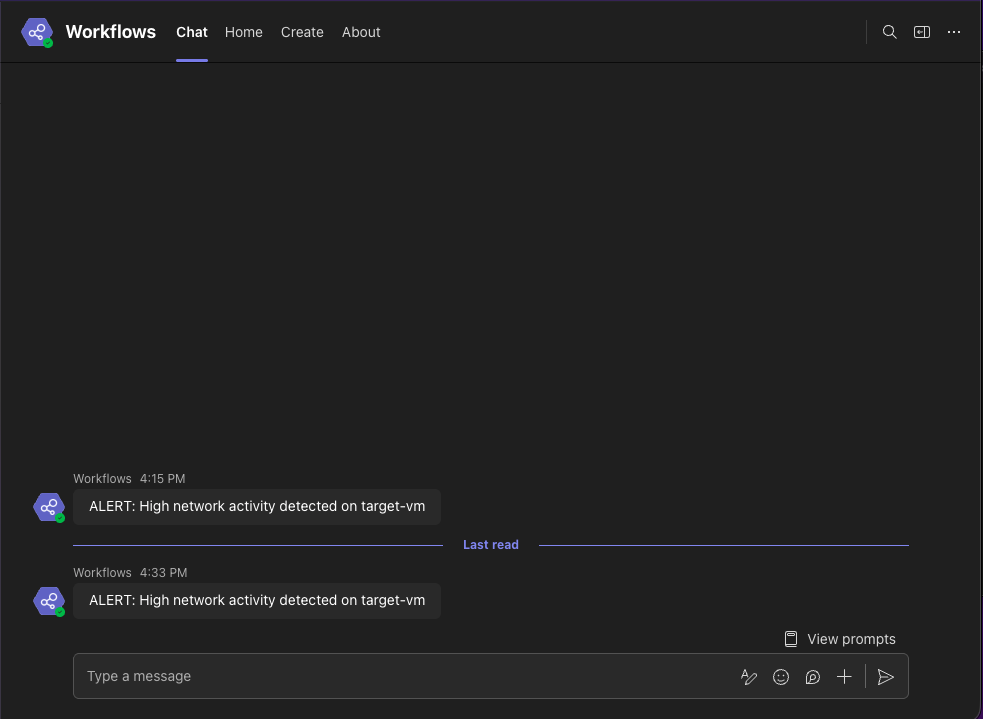 Workflows Chat Home Create About
Workflows 4:15 PM
ALERT: High network activity detected on target-vm
Last read
Workflows 4:33 PM
ALERT: High network activity detected on target-vm
View prompts
Type a message